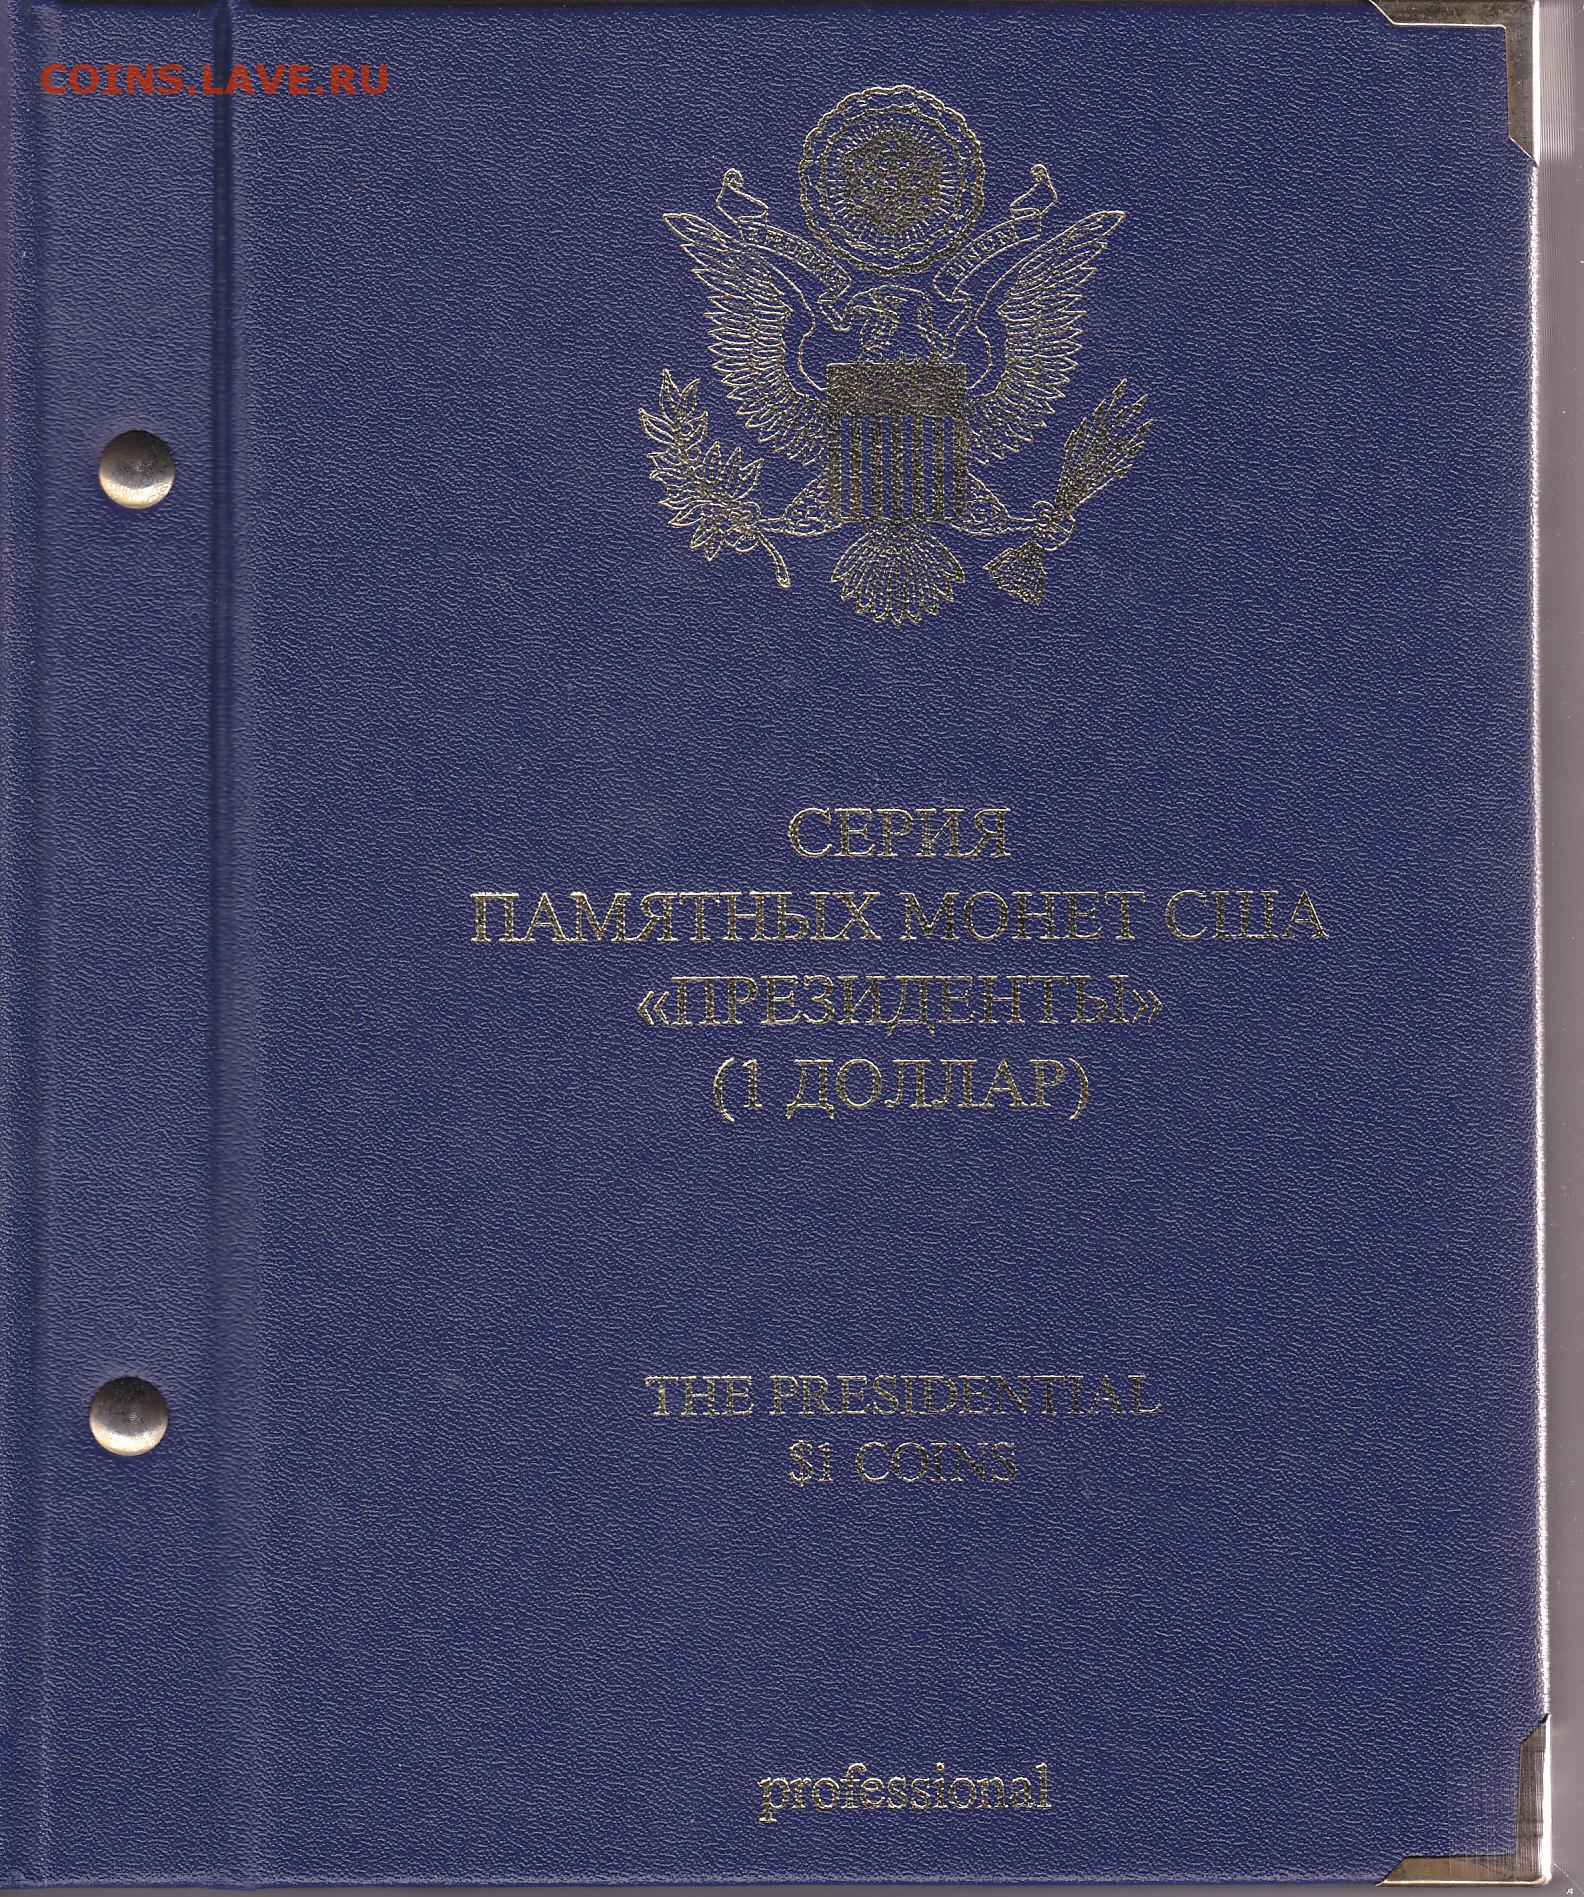 COINS.LAVE.RU
СЕРИЯ
ПАМЯТНЫХ МОНЕТ США
«ПРЕЗИДЕНТЫ»
(1 ДОЛЛАР)
THE PRESIDENTIAL
$1 COINS
professional